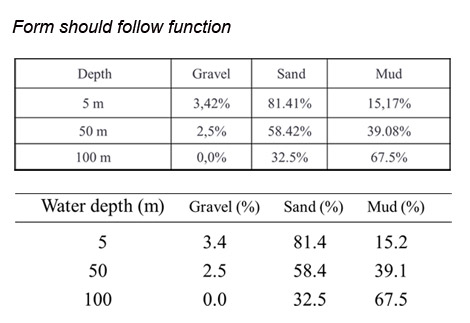 Form should follow function
Depth Gravel Sand Mud
5 m 3,42% 81.41% 15,17%
50 m 2,5% 58.42% 39.08%
100 m 0,0% 32.5% 67.5%
Water depth (m) Gravel (%) Sand (%) Mud (%)
5 3.4 81.4 15.2
50 2.5 58.4 39.1
100 0.0 32.5 67.5